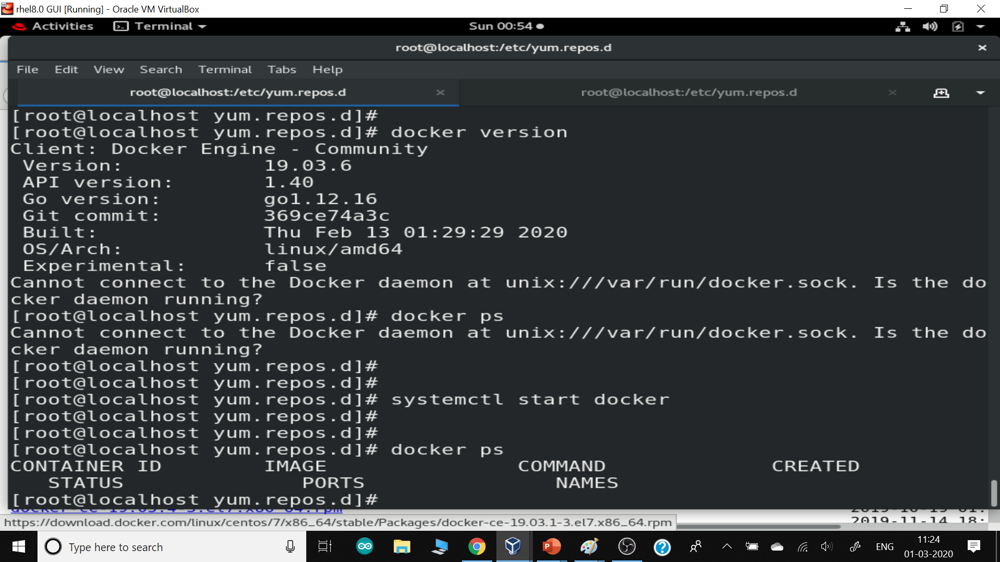 rhel8.0 GUI [Running] - Oracle VM VirtualBox
Activities Terminal Sun 00:54
root@localhost:/etc/yum.repos.d
File Edit View Search Terminal Tabs Help
root@localhost:/etc/yum.repos.d root@localhost:/etc/yum.repos.d
[root@localhost yum.repos.d]#
[root@localhost yum.repos.d]# docker version
Client: Docker Engine - Community
Version: 19.03.6
API version: 1.40
Go version: go1.12.16
Git commit: 369ce74a3c
Built: Thu Feb 13 01:29:29 2020
OS/Arch: linux/amd64
Experimental: false
Cannot connect to the Docker daemon at unix:///var/run/docker.sock. Is the do
cker daemon running?
[root@localhost yum.repos.d]# docker ps
Cannot connect to the Docker daemon at unix:///var/run/docker.sock. Is the do
cker daemon running?
[root@localhost yum.repos.d]#
[root@localhost yum.repos.d]#
[root@localhost yum.repos.d]# systemctl start docker
[root@localhost yum.repos.d]#
[root@localhost yum.repos.d]#
[root@localhost yum.repos.d]# docker ps
CONTAINER ID IMAGE COMMAND CREATED
STATUS PORTS NAMES
[root@localhost yum.repos.d]#
https://download.docker.com/linux/centos/7/x86_64/stable/Packages/docker-ce-19.03.1-3.el7.x86_64.rpm 2019-11-14 18:
Type here to search
ENG
11:24
01-03-2020